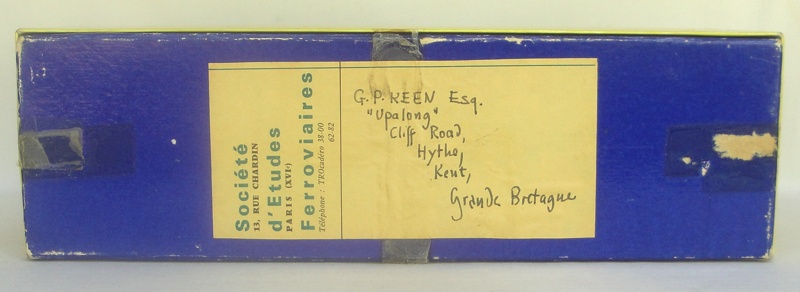 Société
13, RUE CHARDIN
d'Etudes
PARIS (XVIᵉ)
Ferroviaires
Téléphone : TROcadéro 38-00
62-82
G.P. KEEN Esq.
"Upalong"
Cliff Road,
Hythe,
Kent,
Grande Bretagne